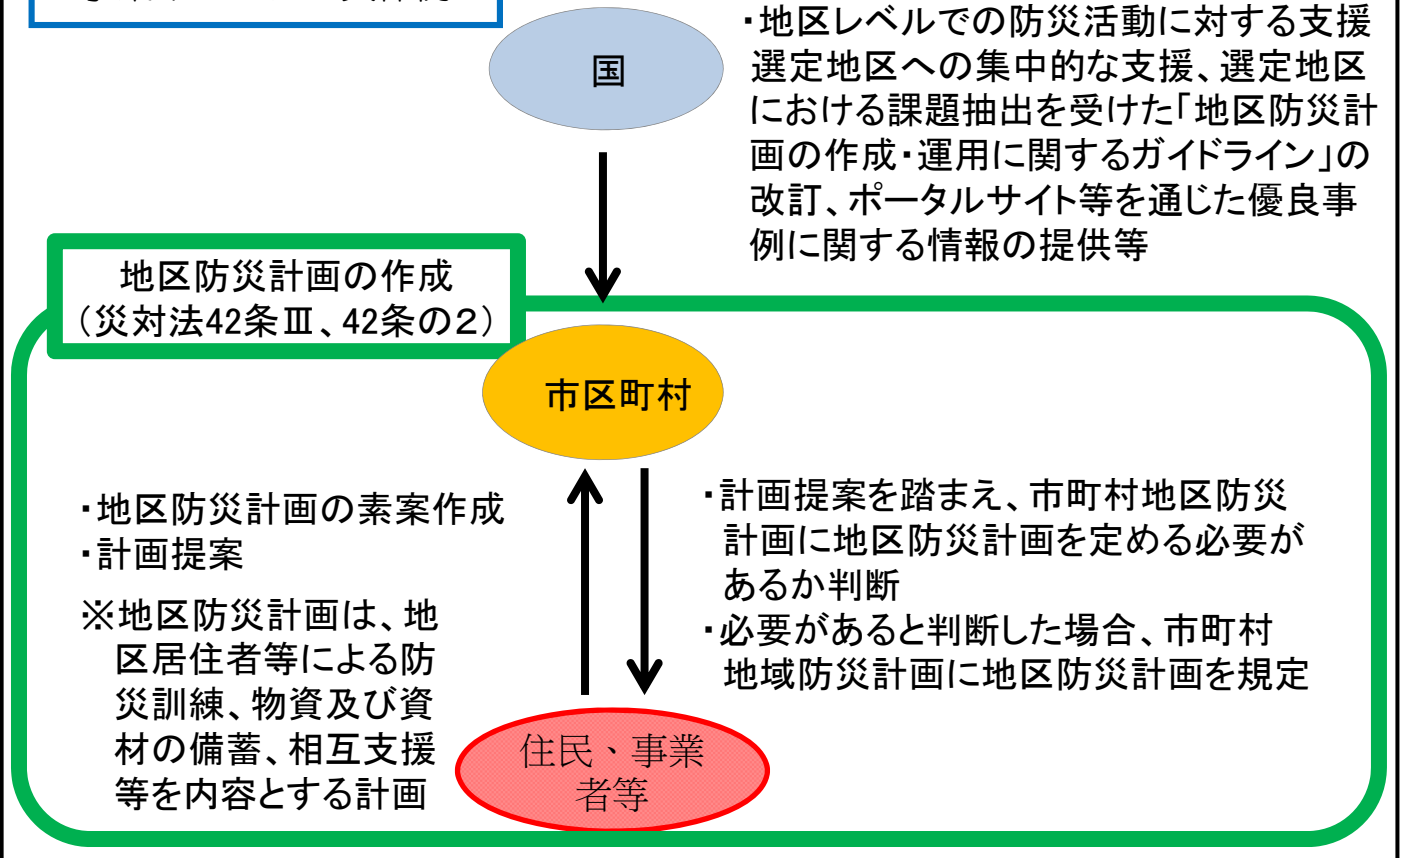 国
・地区レベルでの防災活動に対する支援
選定地区への集中的な支援、選定地区
における課題抽出を受けた「地区防災計
画の作成・運用に関するガイドライン」の
改訂、ポータルサイト等を通じた優良事
例に関する情報の提供等
地区防災計画の作成
（災対法42条Ⅲ、42条の２）
市区町村
・地区防災計画の素案作成
・計画提案
※地区防災計画は、地
区居住者等による防
災訓練、物資及び資
材の備蓄、相互支援
等を内容とする計画
・計画提案を踏まえ、市町村地区防災
計画に地区防災計画を定める必要が
あるか判断
・必要があると判断した場合、市町村
地域防災計画に地区防災計画を規定
住民、事業
者等